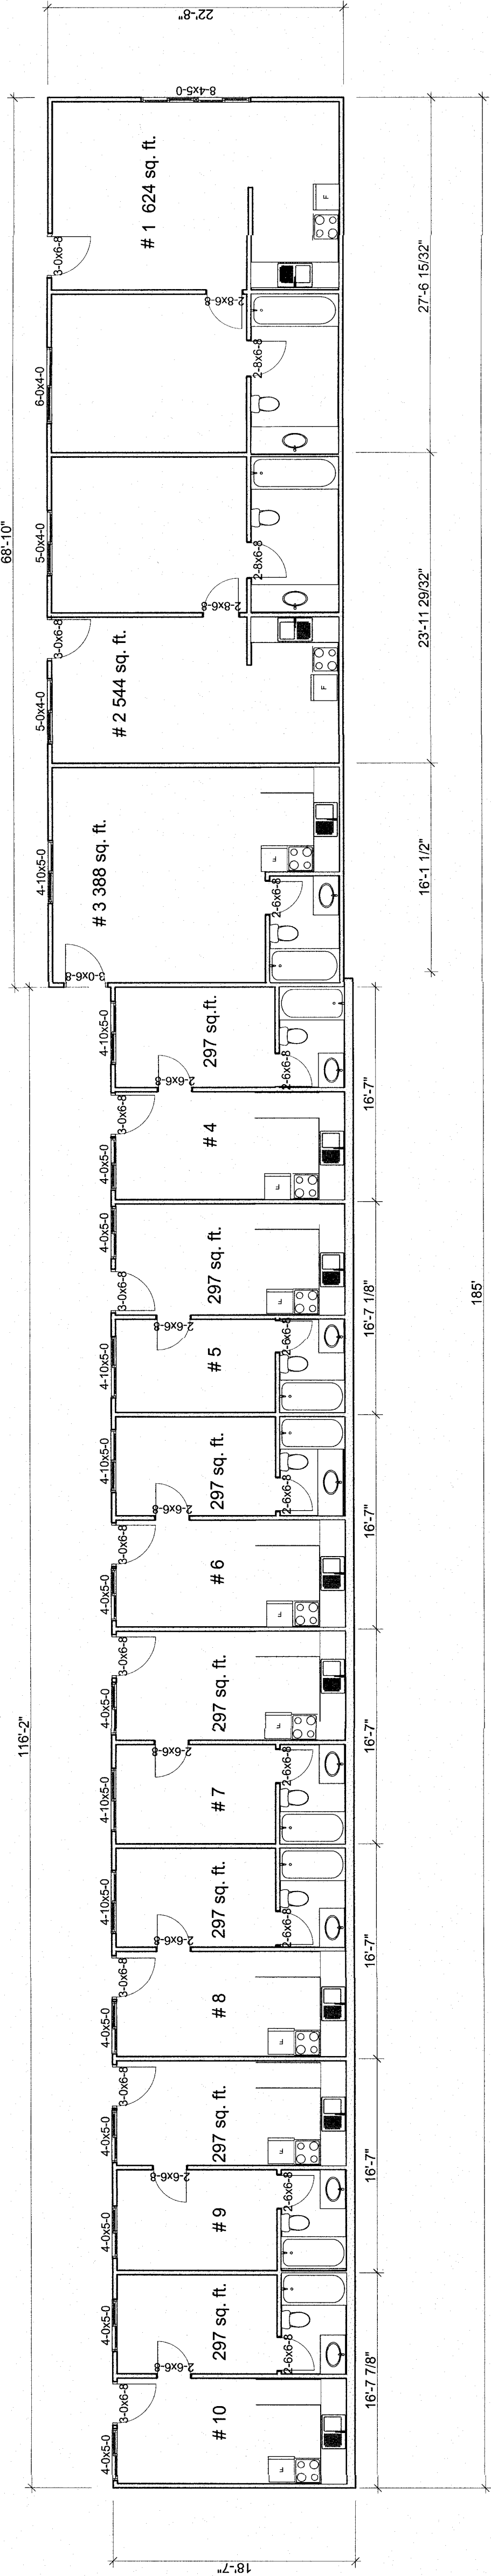 22'-8"
8-4x5-0
# 1 624 sq. ft.
F
3-0x6-8
2-8x6-8
27'-6 15/32"
2-8x6-8
6-0x4-0
68'-10"
5-0x4-0
2-8x6-8
2-8x6-8
23'-11 29/32"
3-0x6-8
# 2 544 sq. ft.
F
5-0x4-0
4-10x5-0
# 3 388 sq. ft.
F
16'-1 1/2"
2-6x6-8
3-0x6-8
4-10x5-0
297 sq.ft.
2-6x6-8
2-6x6-8
16'-7"
3-0x6-8
# 4
4-0x5-0
F
4-0x5-0
297 sq. ft.
3-0x6-8
F
16'-7 1/8"
185'
2-6x6-8
2-6x6-8
# 5
4-10x5-0
4-10x5-0
297 sq. ft.
2-6x6-8
2-6x6-8
16'-7"
3-0x6-8
# 6
4-0x5-0
F
3-0x6-8
297 sq. ft.
4-0x5-0
F
116'-2"
16'-7"
2-6x6-8
2-6x6-8
# 7
4-10x5-0
4-10x5-0
297 sq. ft.
2-6x6-8
2-6x6-8
16'-7"
3-0x6-8
# 8
4-0x5-0
F
3-0x6-8
297 sq. ft.
4-0x5-0
F
16'-7"
2-6x6-8
2-6x6-8
# 9
4-0x5-0
4-0x5-0
297 sq. ft.
2-6x6-8
2-6x6-8
16'-7 7/8"
3-0x6-8
# 10
4-0x5-0
F
18'-7"